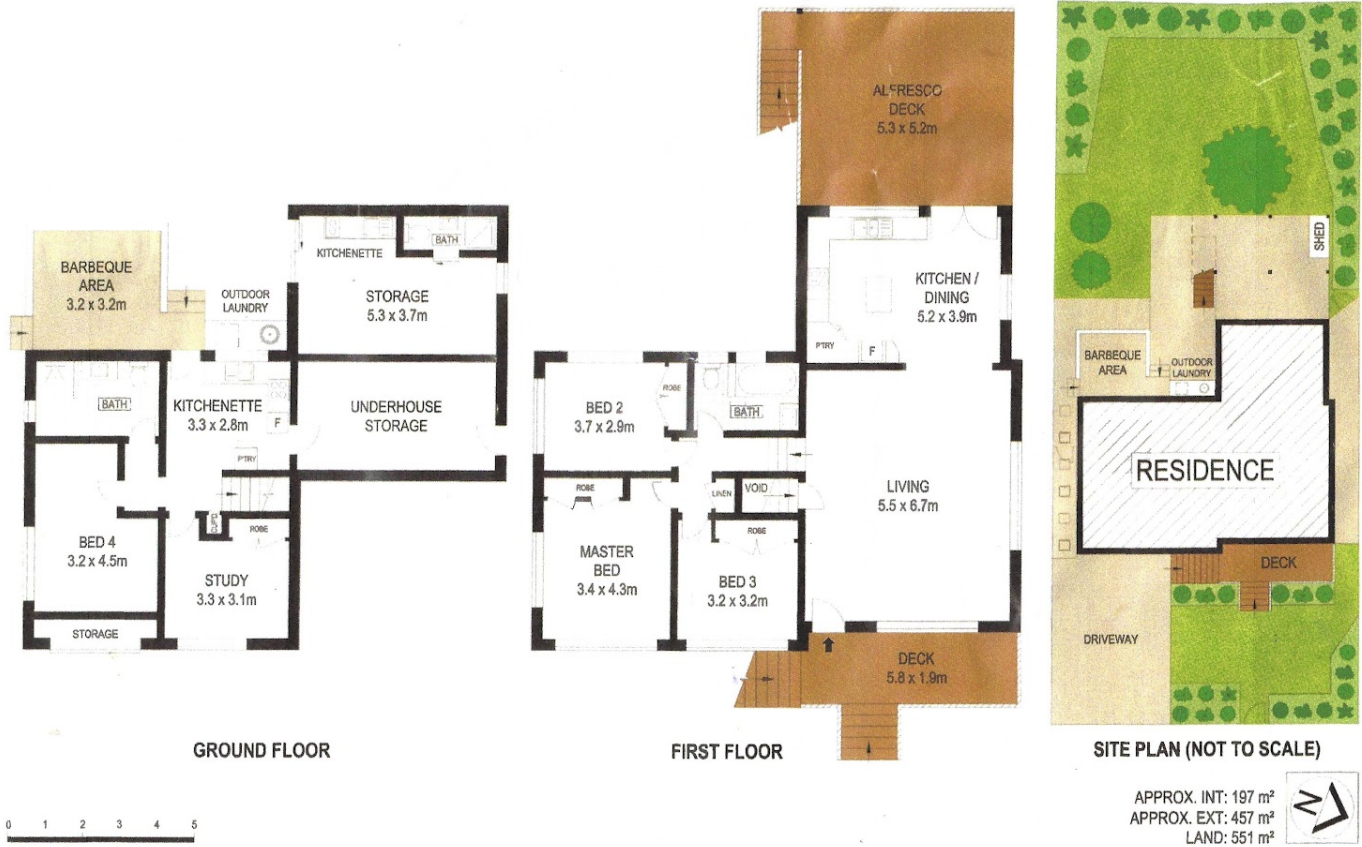 BARBEQUE
AREA
3.2 x 3.2m
OUTDOOR
LAUNDRY
KITCHENETTE
BATH
STORAGE
5.3 x 3.7m
BATH
KITCHENETTE
3.3 x 2.8m
F
P'TRY
UNDERHOUSE
STORAGE
BED 4
3.2 x 4.5m
CUPD
ROBE
STUDY
3.3 x 3.1m
STORAGE
GROUND FLOOR
0 1 2 3 4 5
ALFRESCO
DECK
5.3 x 5.2m
KITCHEN /
DINING
5.2 x 3.9m
P'TRY
F
BED 2
3.7 x 2.9m
ROBE
BATH
ROBE
LINEN
VOID
LIVING
5.5 x 6.7m
MASTER
BED
3.4 x 4.3m
ROBE
BED 3
3.2 x 3.2m
DECK
5.8 x 1.9m
FIRST FLOOR
SHED
BARBEQUE
AREA
OUTDOOR
LAUNDRY
RESIDENCE
DECK
DRIVEWAY
SITE PLAN (NOT TO SCALE)
APPROX. INT: 197 m²
APPROX. EXT: 457 m²
LAND: 551 m²
N